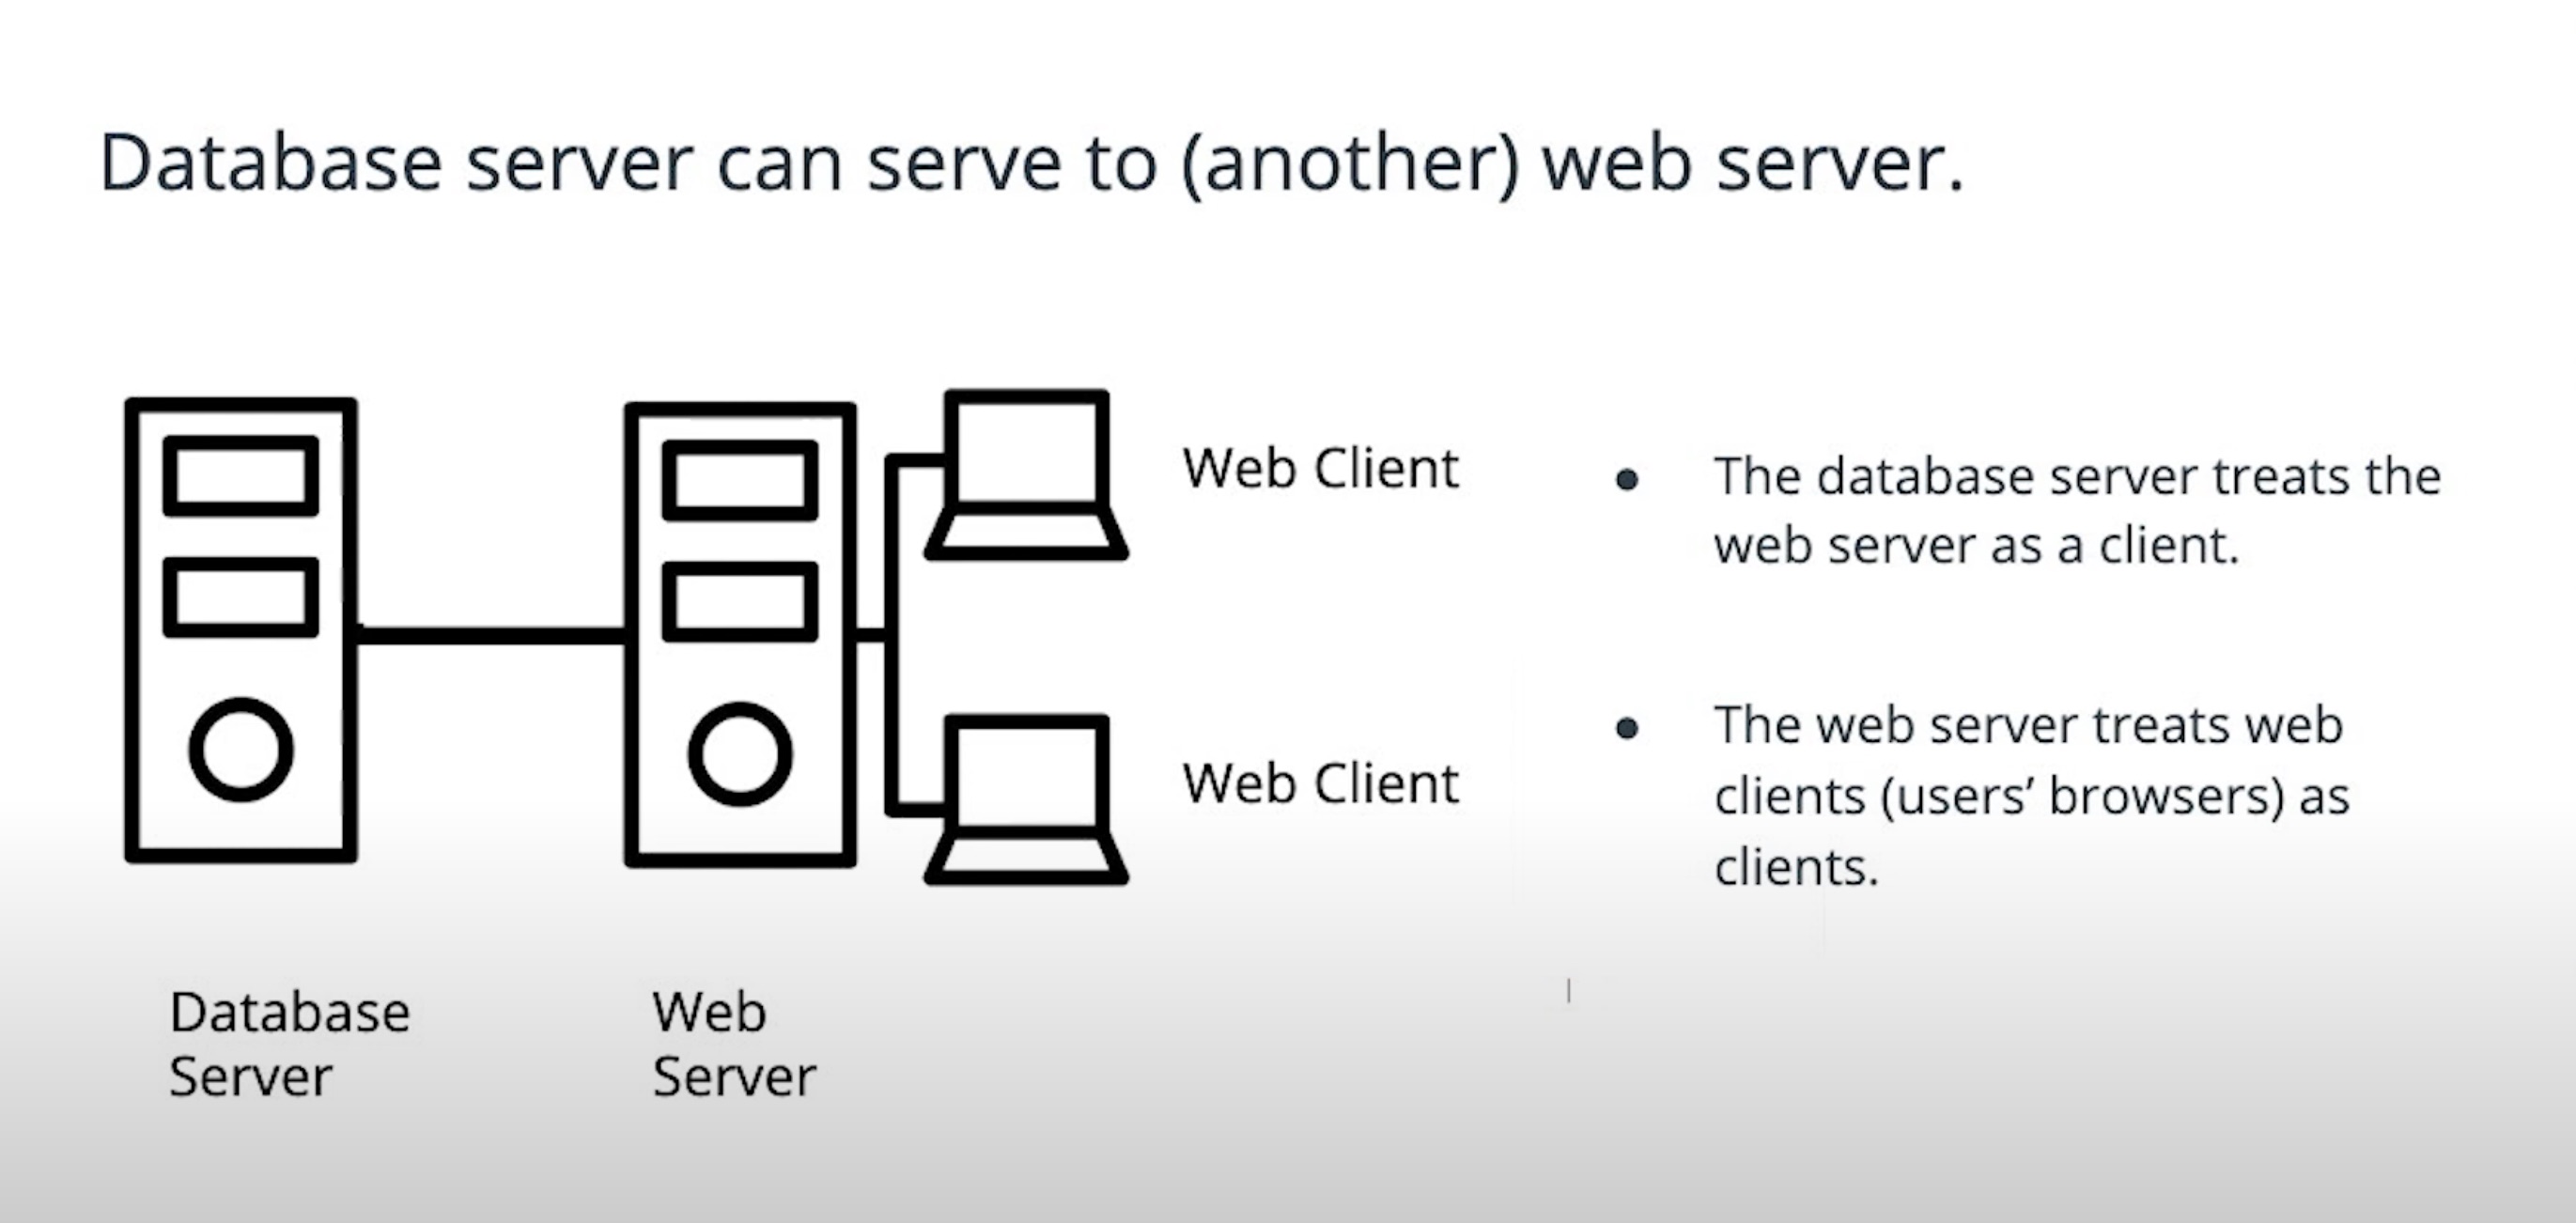 Database server can serve to (another) web server.
Web Client
Web Client
Database
Server
Web
Server
The database server treats the
web server as a client.
The web server treats web
clients (users’ browsers) as
clients.